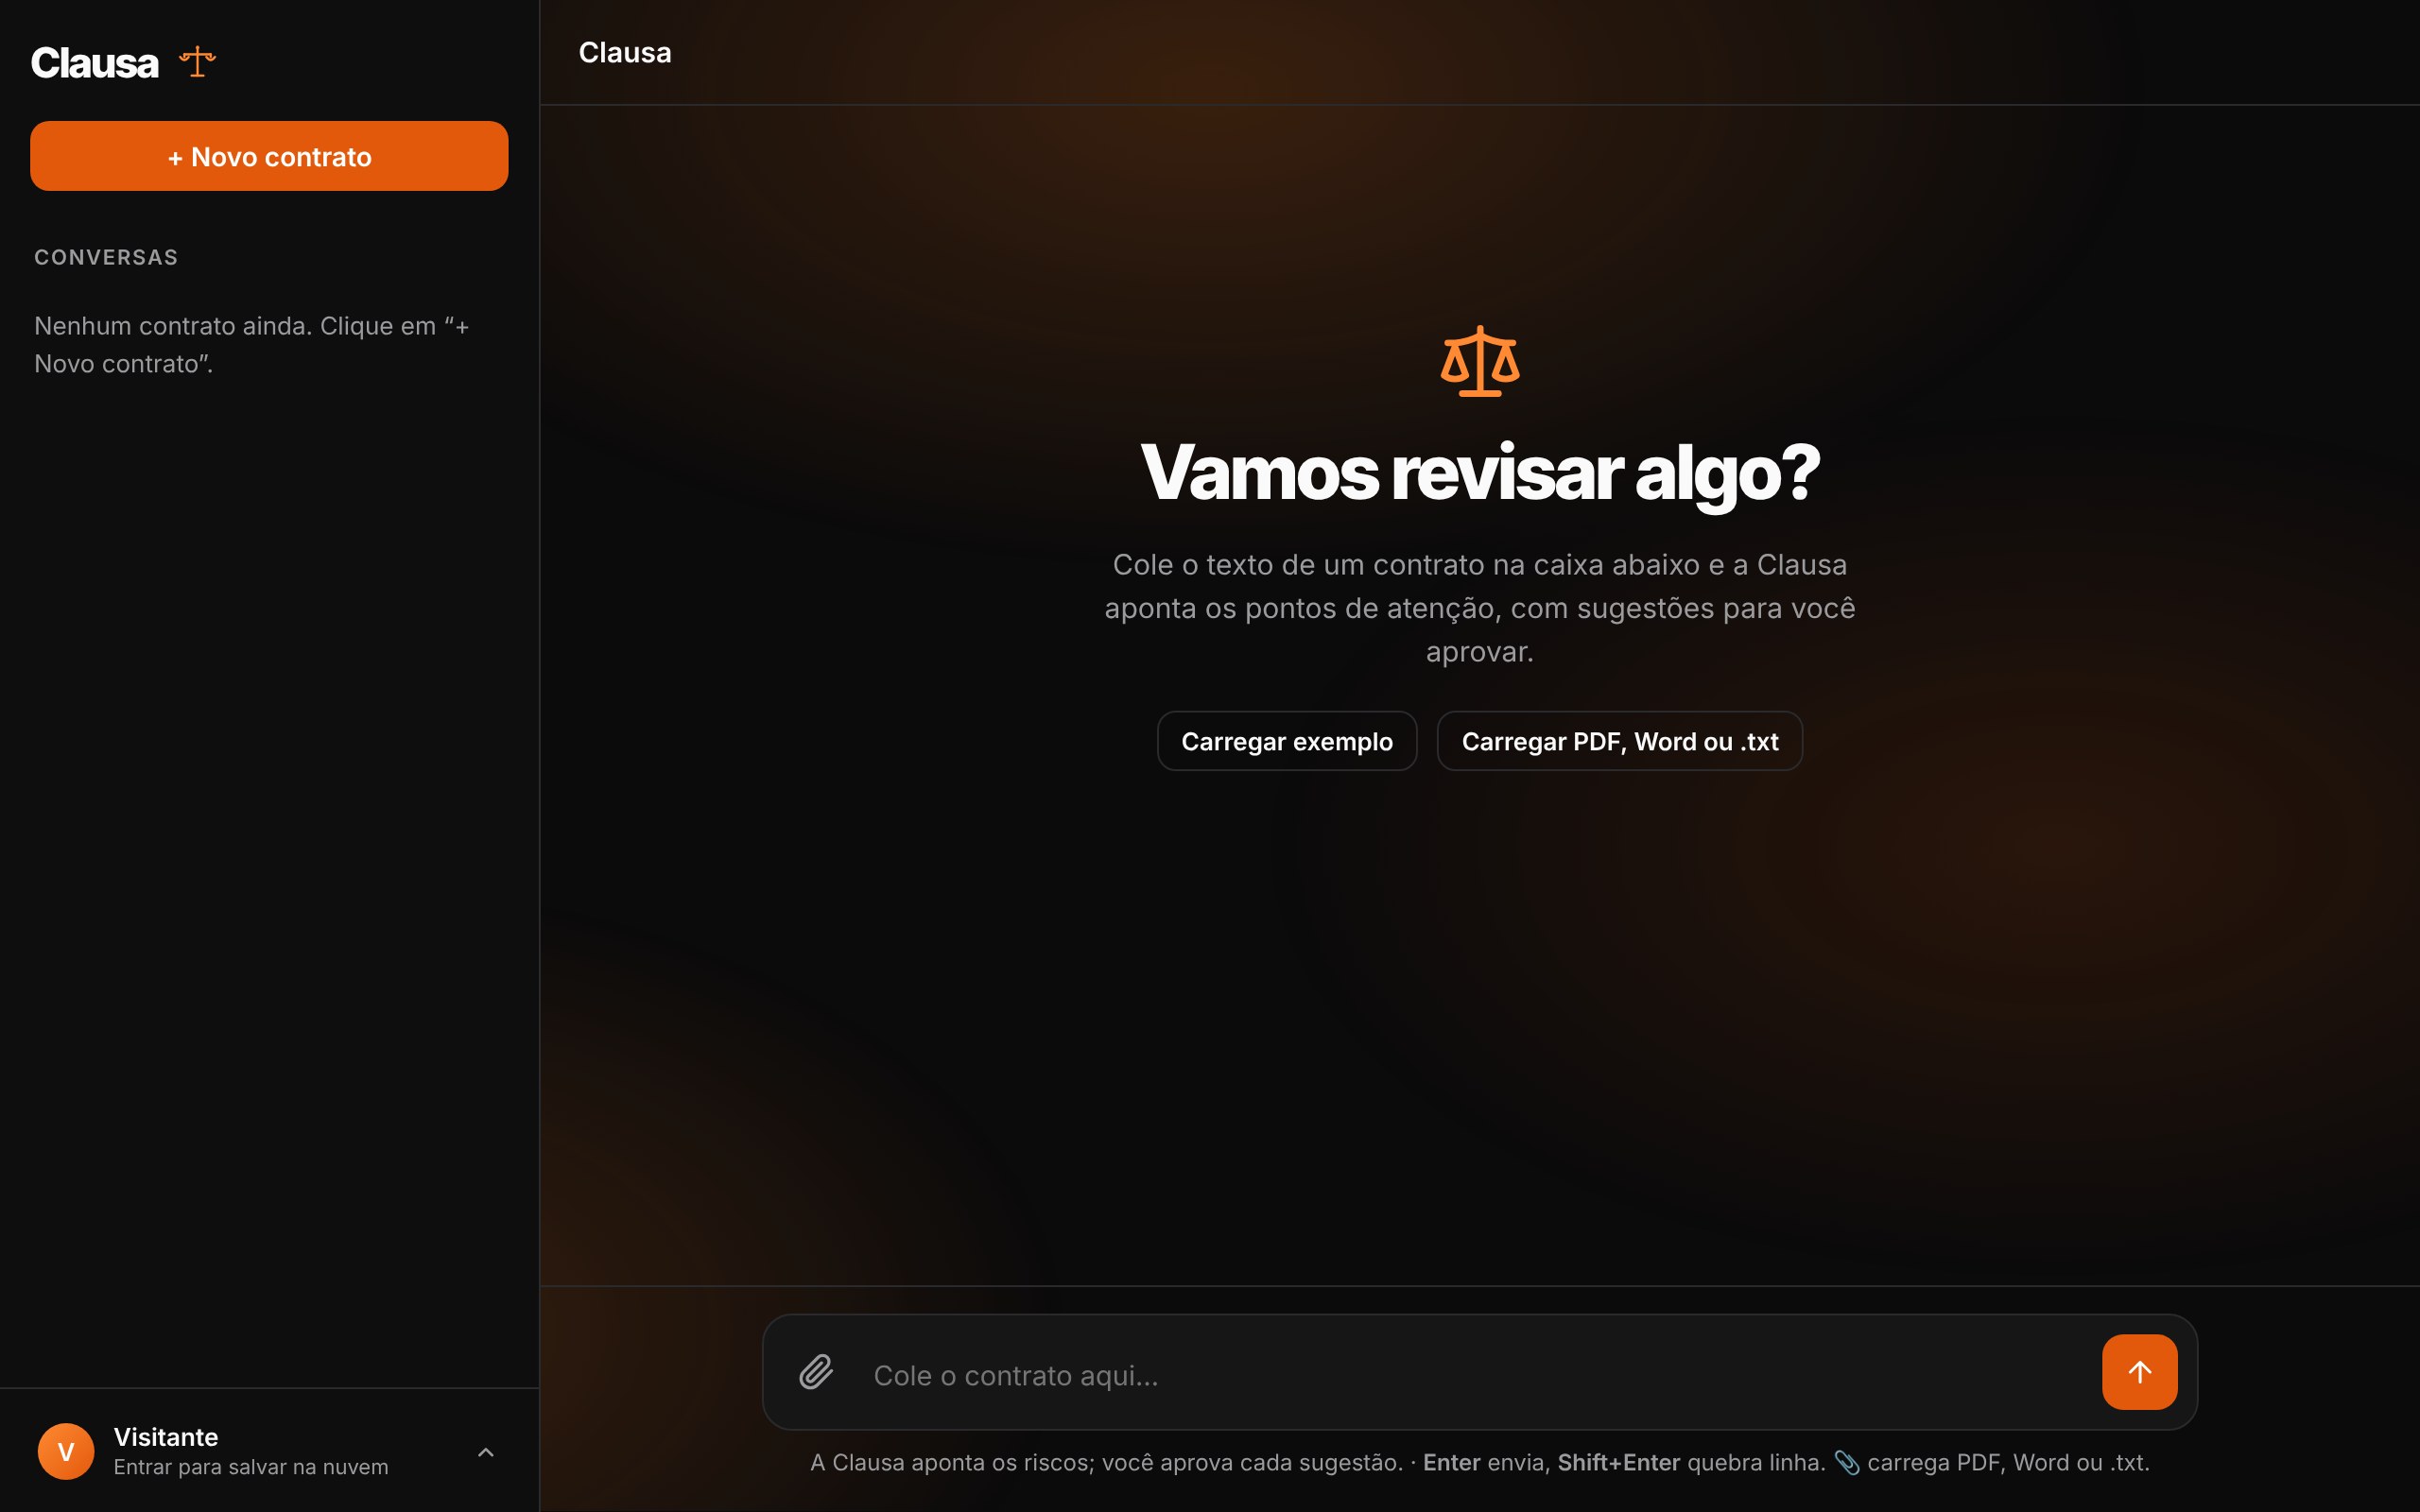 Clausa
+ Novo contrato
CONVERSAS
Nenhum contrato ainda. Clique em “+
Novo contrato”.
Visitante
Entrar para salvar na nuvem
V
Clausa
Vamos revisar algo?
Cole o texto de um contrato na caixa abaixo e a Clausa
aponta os pontos de atenção, com sugestões para você
aprovar.
Carregar exemplo
Carregar PDF, Word ou .txt
Cole o contrato aqui...
A Clausa aponta os riscos; você aprova cada sugestão. · Enter envia, Shift+Enter quebra linha. 📎 carrega PDF, Word ou .txt.